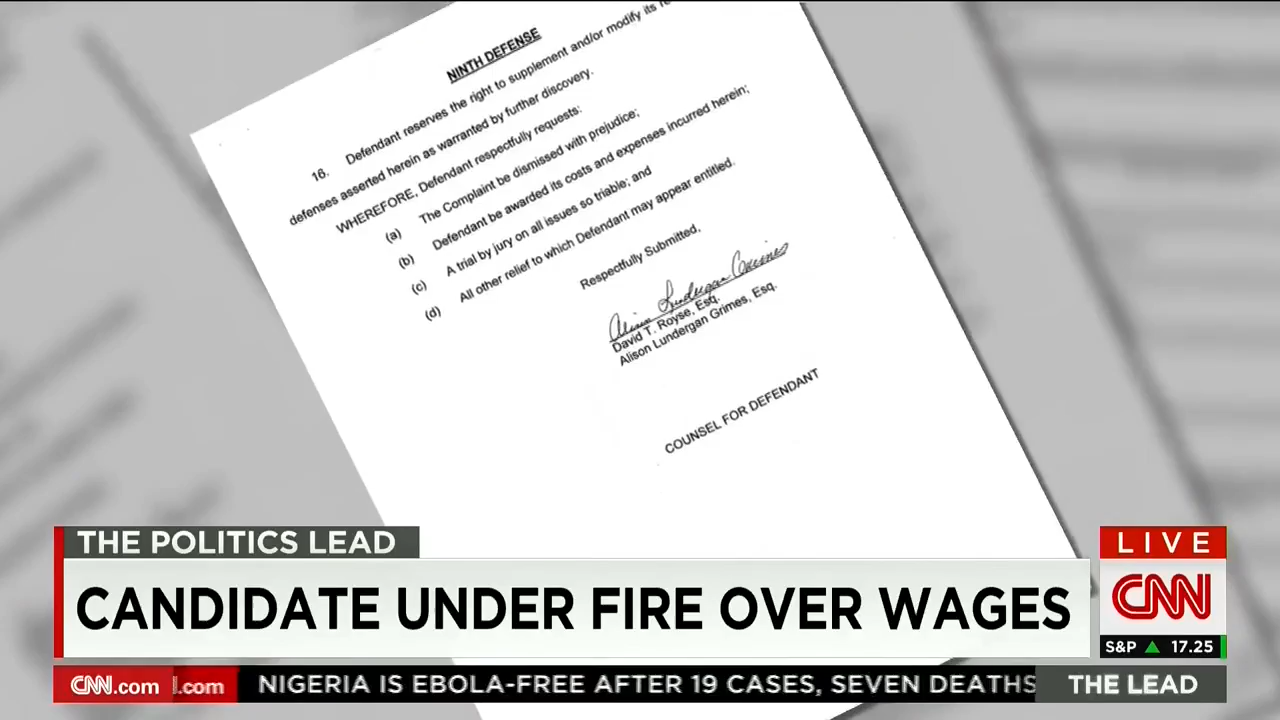 NINTH DEFENSE
16. Defendant reserves the right to supplement and/or modify its
defenses asserted herein as warranted by further discovery.
WHEREFORE, Defendant respectfully requests:
(a) The Complaint be dismissed with prejudice;
(b) Defendant be awarded its costs and expenses incurred herein;
(c) A trial by jury on all issues so triable; and
(d) All other relief to which Defendant may appear entitled.
Respectfully Submitted,
Alison Lundergan Grimes
David T. Royse, Esq.
Alison Lundergan Grimes, Esq.
COUNSEL FOR DEFENDANT
THE POLITICS LEAD
CANDIDATE UNDER FIRE OVER WAGES
LIVE
CNN
S&P ▲ 17.25
CNN.com .com NIGERIA IS EBOLA-FREE AFTER 19 CASES, SEVEN DEATHS THE LEAD